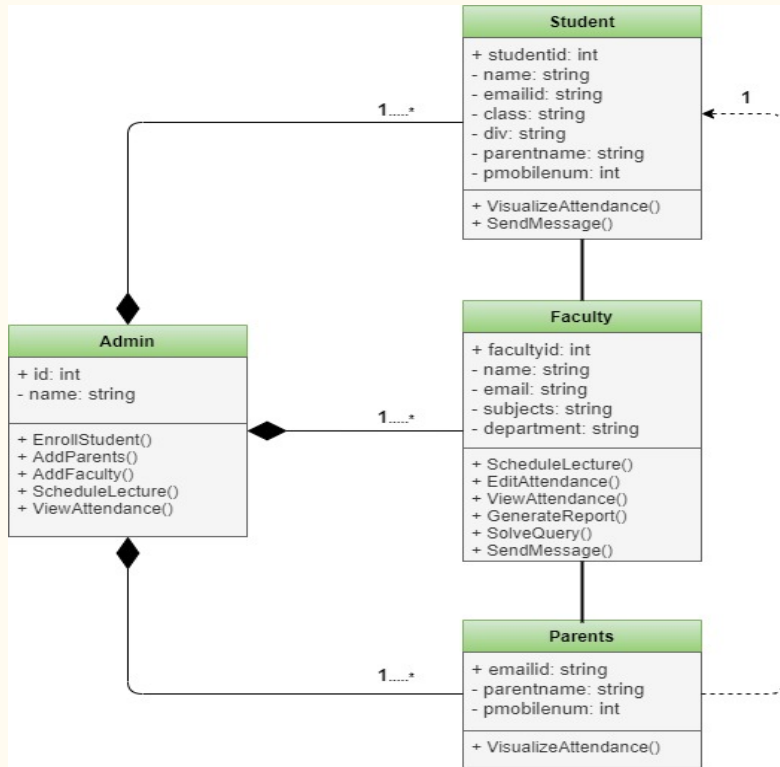 Student
+ studentid: int
- name: string
- emailid: string
- class: string
- div: string
- parentname: string
- pmobilenum: int
+ VisualizeAttendance()
+ SendMessage()
1.....*
1
Faculty
+ facultyid: int
- name: string
- email: string
- subjects: string
- department: string
+ ScheduleLecture()
+ EditAttendance()
+ ViewAttendance()
+ GenerateReport()
+ SolveQuery()
+ SendMessage()
Admin
+ id: int
- name: string
+ EnrollStudent()
+ AddParents()
+ AddFaculty()
+ ScheduleLecture()
+ ViewAttendance()
1.....*
1.....*
Parents
+ emailid: string
- parentname: string
- pmobilenum: int
+ VisualizeAttendance()